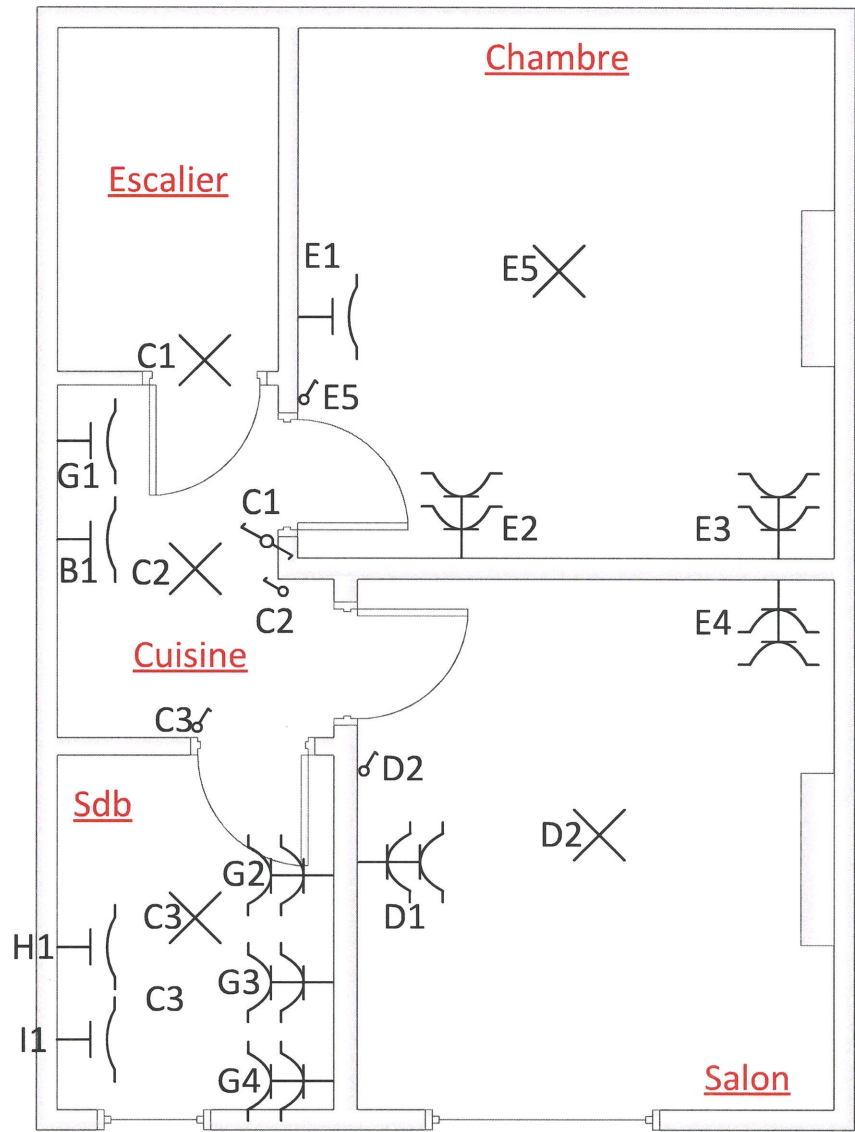 Chambre
Escalier
E1
E5
C1
E5
G1
C1
E2
E3
B1
C2
C2
E4
Cuisine
C3
D2
Sdb
D2
G2
D1
C3
H1
G3
C3
I1
G4
Salon